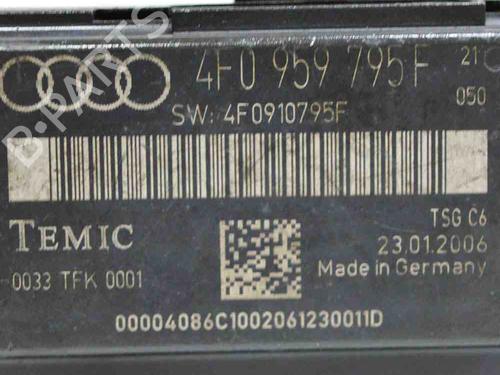 4F0 959 795 F 21
050
SW: 4F0910795F
TEMIC
TSG C6
23.01.2006
0033 TFK 0001
Made in Germany
00004086C1002061230011D
B-PARTS